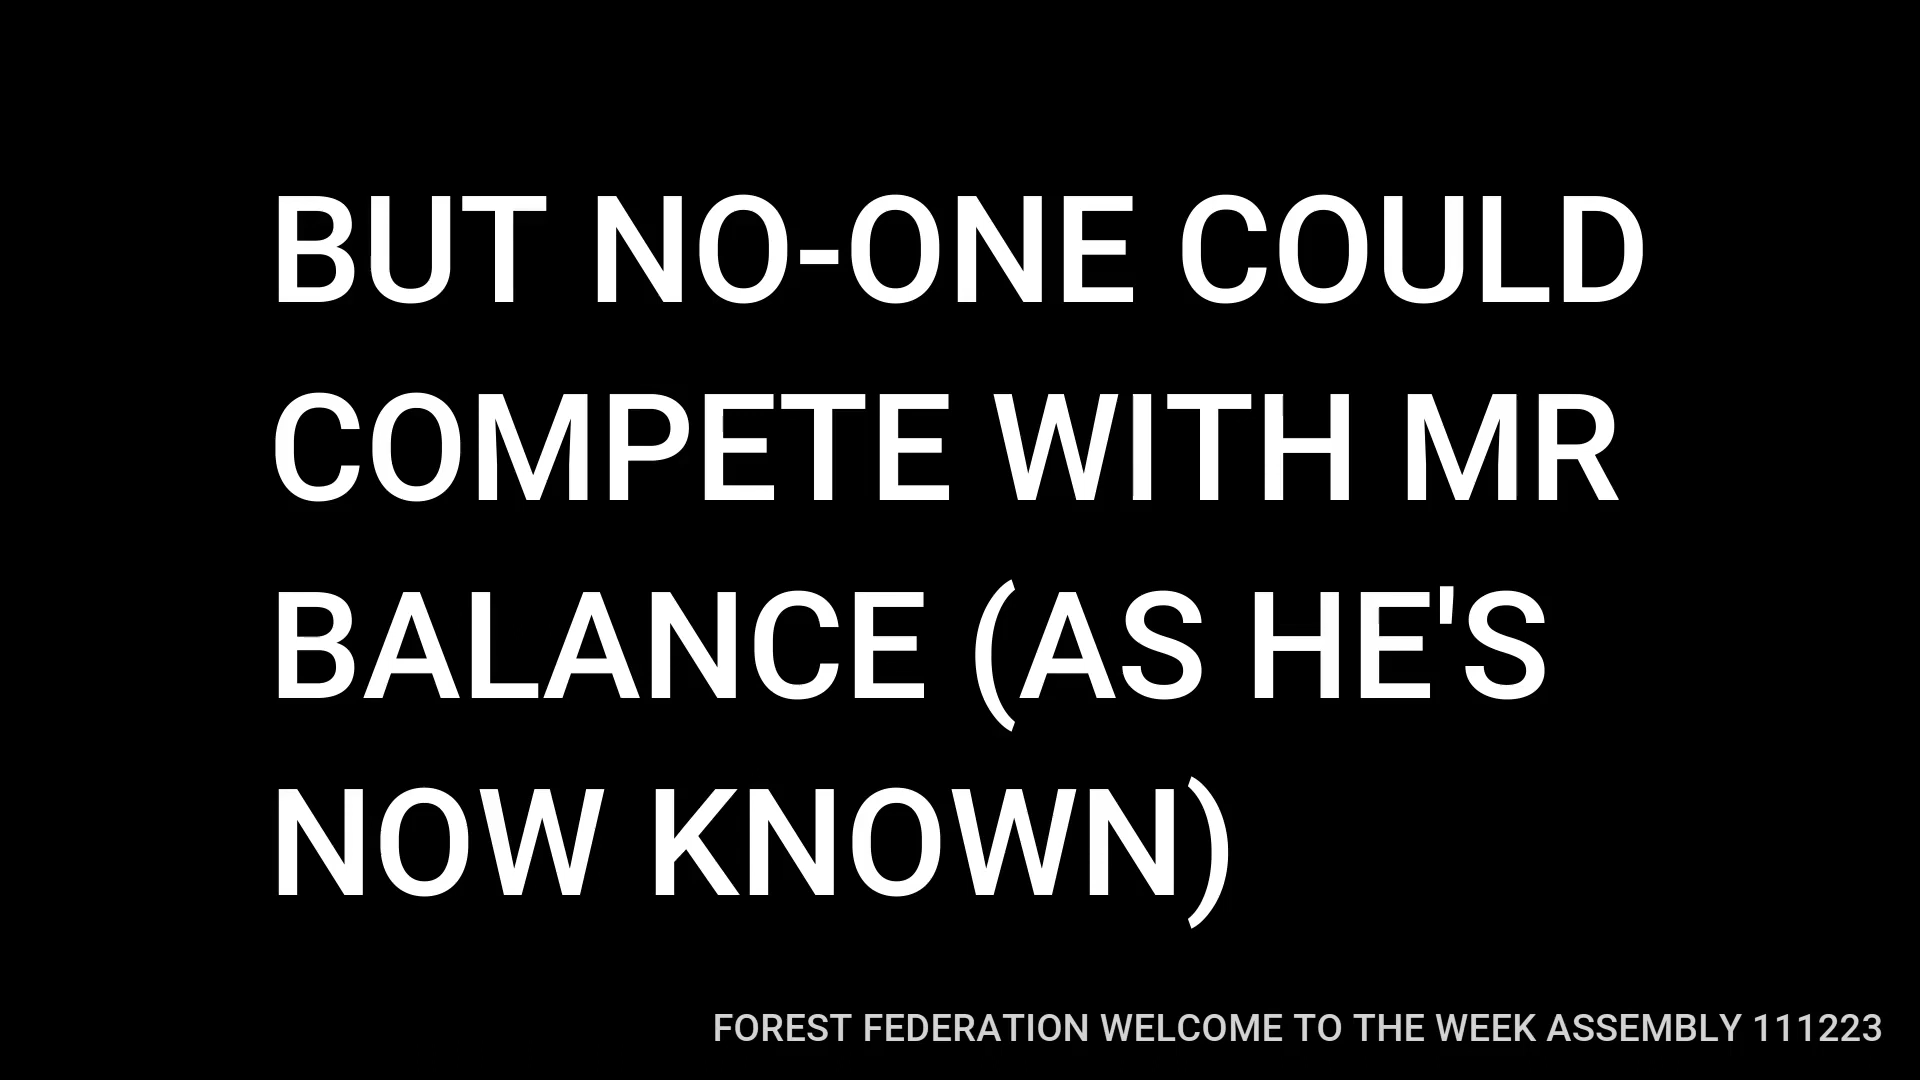 BUT NO-ONE COULD
COMPETE WITH MR
BALANCE (AS HE'S
NOW KNOWN)
FOREST FEDERATION WELCOME TO THE WEEK ASSEMBLY 111223